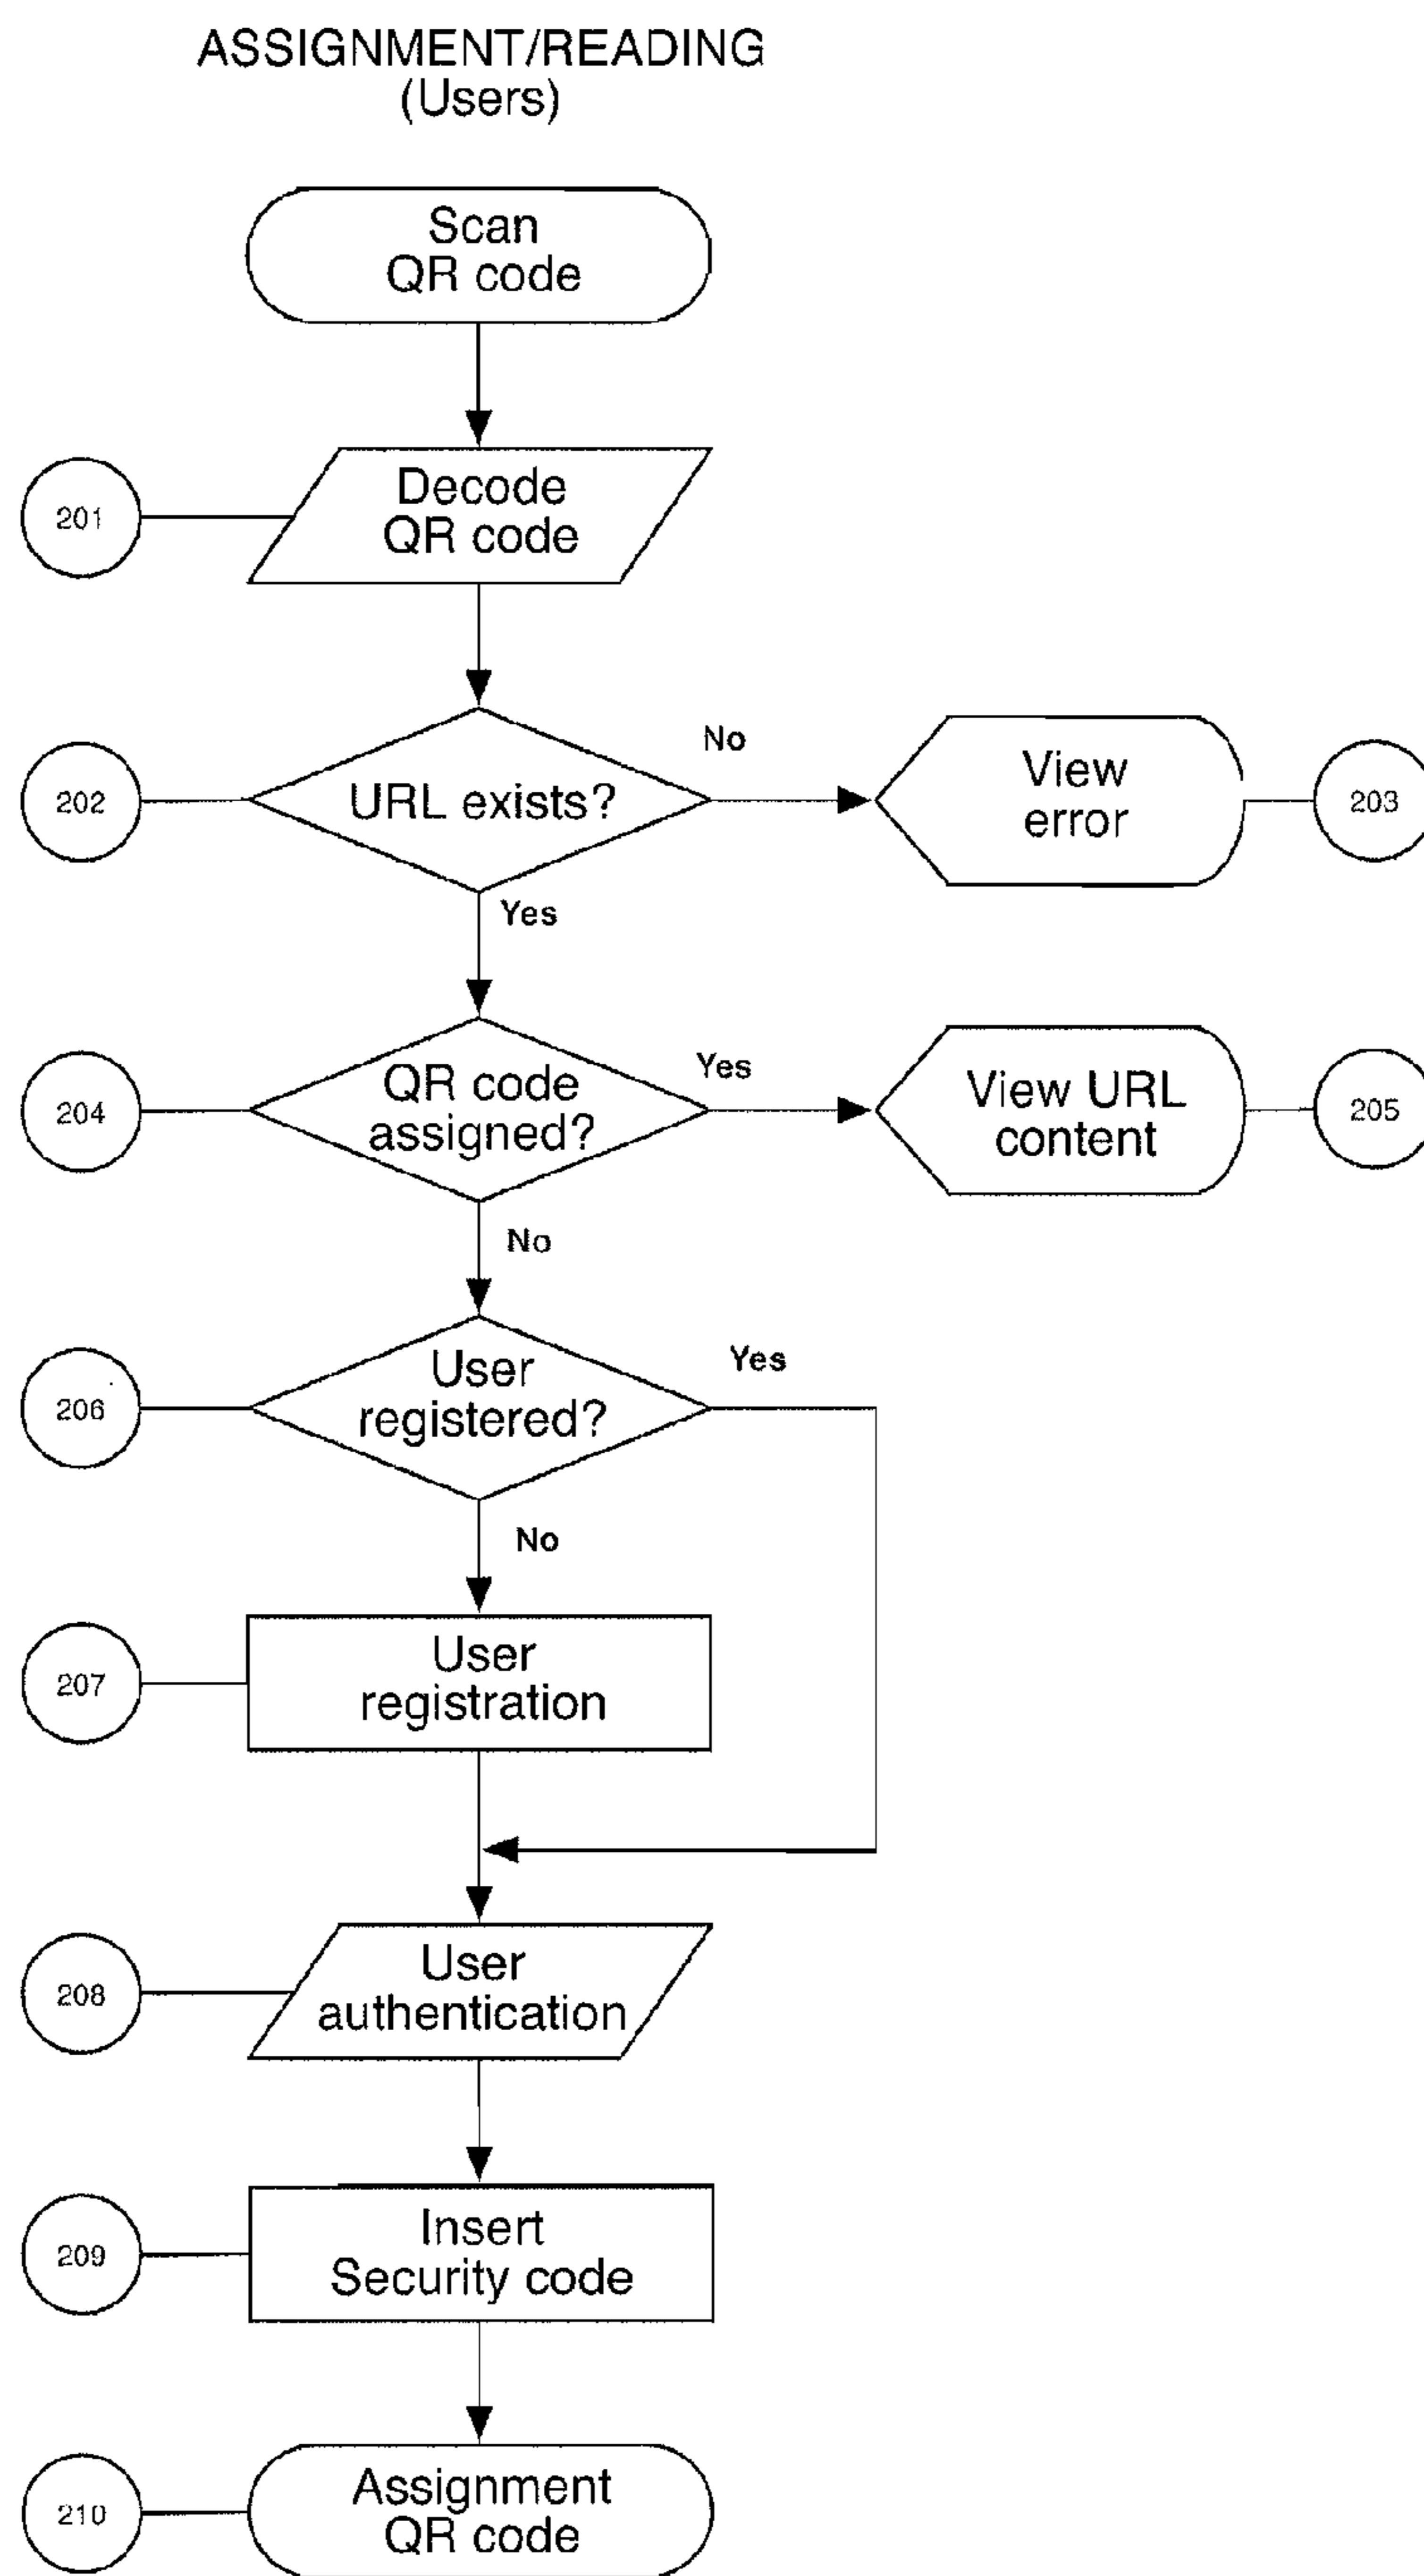 ASSIGNMENT/READING
(Users)
Scan
QR code
201
Decode
QR code
202
URL exists?
No
View
error
203
Yes
204
QR code
assigned?
Yes
View URL
content
205
No
206
User
registered?
Yes
No
207
User
registration
208
User
authentication
209
Insert
Security code
210
Assignment
QR code